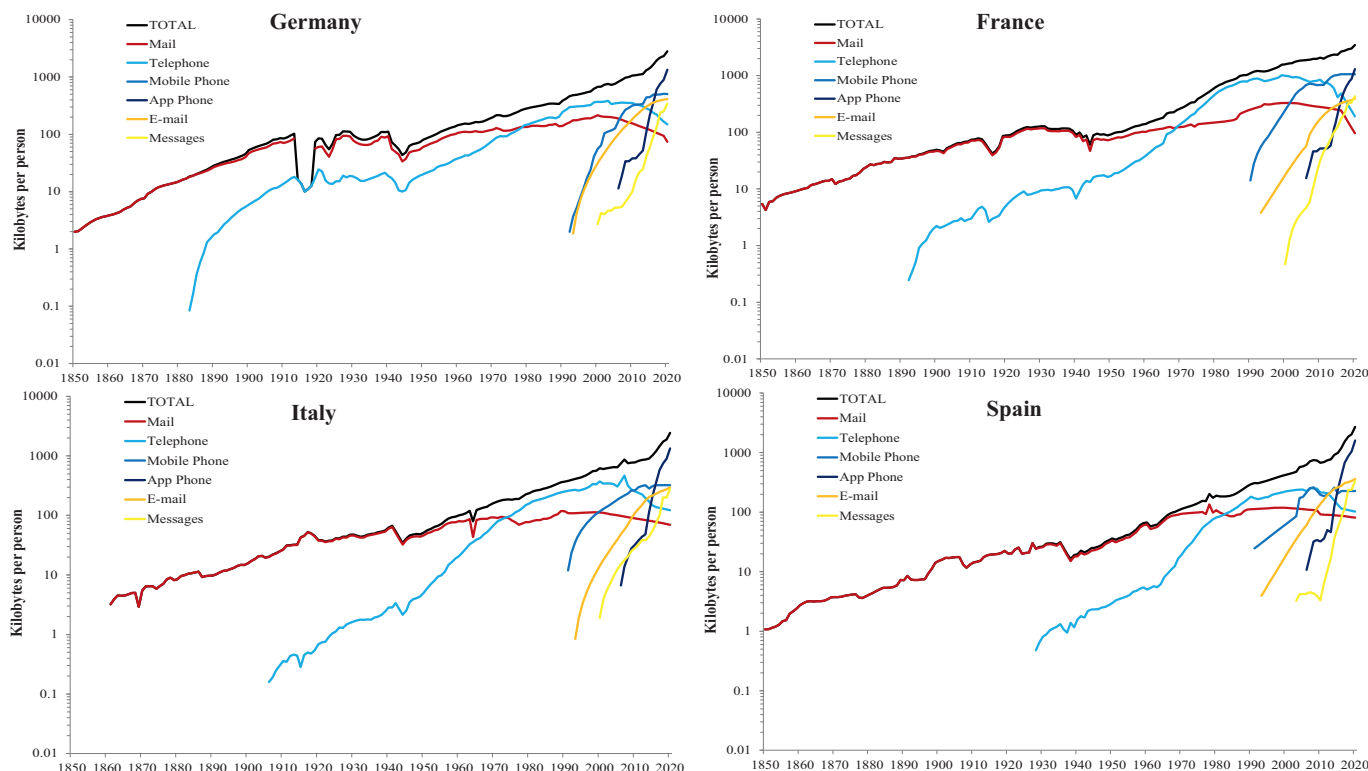 Germany
Kilobytes per person
10000
1000
100
10
1
0.1
0.01
TOTAL
Mail
Telephone
Mobile Phone
App Phone
E-mail
Messages
1850 1860 1870 1880 1890 1900 1910 1920 1930 1940 1950 1960 1970 1980 1990 2000 2010 2020
France
Kilobytes per person
10000
1000
100
10
1
0.1
0.01
TOTAL
Mail
Telephone
Mobile Phone
App Phone
E-mail
Messages
1850 1860 1870 1880 1890 1900 1910 1920 1930 1940 1950 1960 1970 1980 1990 2000 2010 2020
Italy
Kilobytes per person
10000
1000
100
10
1
0.1
0.01
TOTAL
Mail
Telephone
Mobile Phone
App Phone
E-mail
Messages
1850 1860 1870 1880 1890 1900 1910 1920 1930 1940 1950 1960 1970 1980 1990 2000 2010 2020
Spain
Kilobytes per person
10000
1000
100
10
1
0.1
0.01
TOTAL
Mail
Telephone
Mobile Phone
App Phone
E-mail
Messages
1850 1860 1870 1880 1890 1900 1910 1920 1930 1940 1950 1960 1970 1980 1990 2000 2010 2020